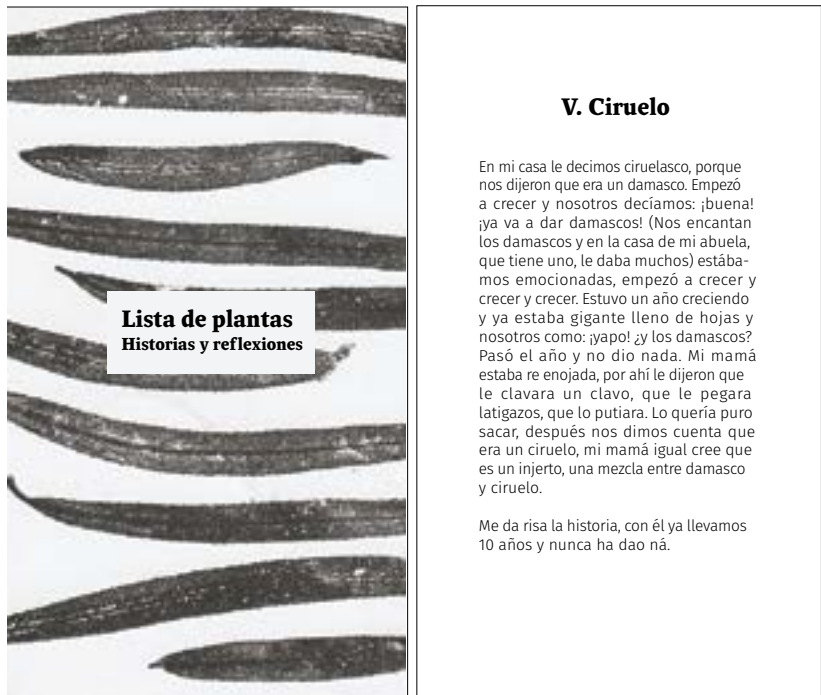 Lista de plantas
Historias y reflexiones
V. Ciruelo
En mi casa le decimos ciruelasco, porque
nos dijeron que era un damasco. Empezó
a crecer y nosotros decíamos: ¡buena!
¡ya va a dar damascos! (Nos encantan
los damascos y en la casa de mi abuela,
que tiene uno, le daba muchos) estába-
mos emocionadas, empezó a crecer y
crecer y crecer. Estuvo un año creciendo
y ya estaba gigante lleno de hojas y
nosotros como: ¡yapo! ¿y los damascos?
Pasó el año y no dio nada. Mi mamá
estaba re enojada, por ahí le dijeron que
le clavara un clavo, que le pegara
latigazos, que lo putiara. Lo quería puro
sacar, después nos dimos cuenta que
era un ciruelo, mi mamá igual cree que
es un injerto, una mezcla entre damasco
y ciruelo.
Me da risa la historia, con él ya llevamos
10 años y nunca ha dao ná.